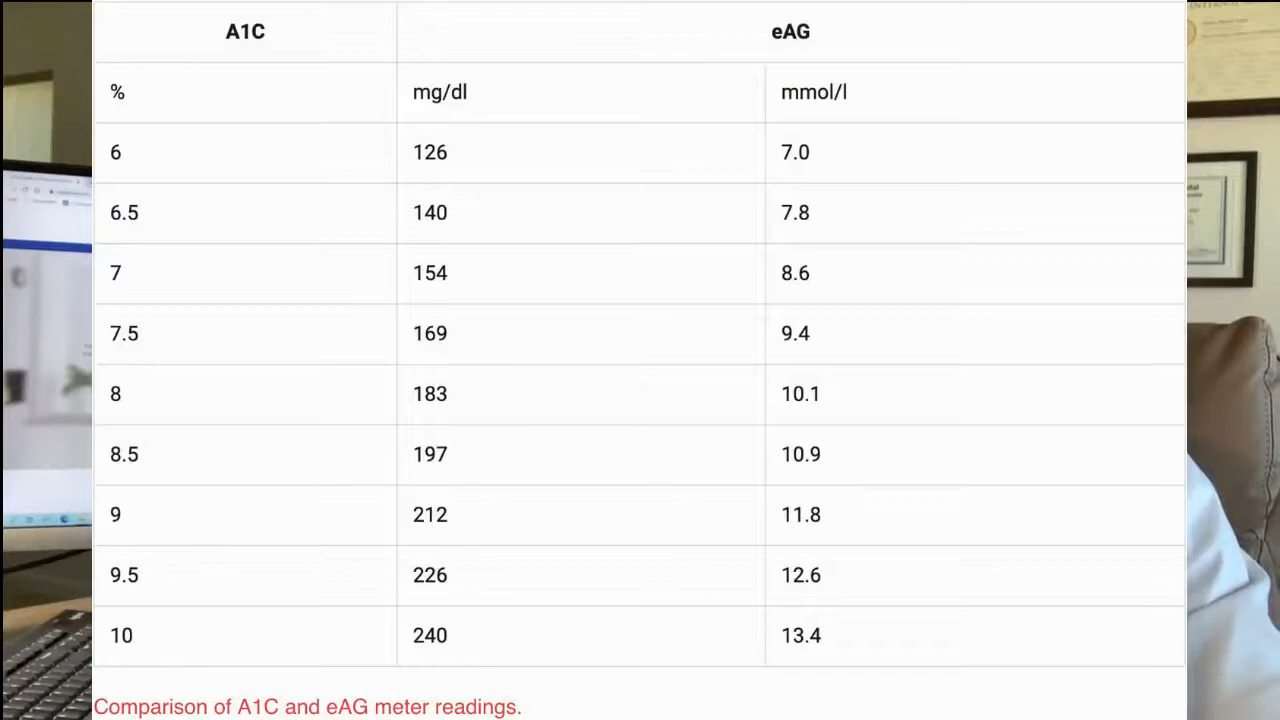 A1C eAG
% mg/dl mmol/l
6 126 7.0
6.5 140 7.8
7 154 8.6
7.5 169 9.4
8 183 10.1
8.5 197 10.9
9 212 11.8
9.5 226 12.6
10 240 13.4
Comparison of A1C and eAG meter readings.